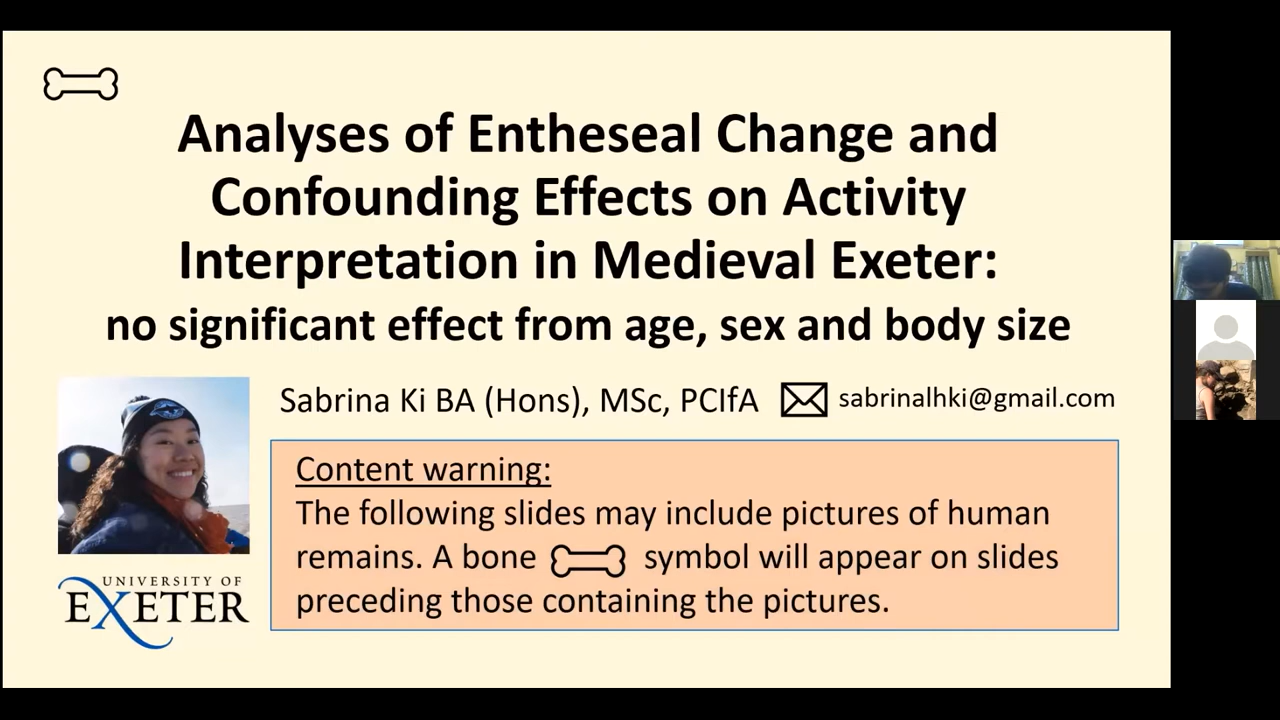 Analyses of Entheseal Change and
Confounding Effects on Activity
Interpretation in Medieval Exeter:
no significant effect from age, sex and body size
Sabrina Ki BA (Hons), MSc, PCIfA sabrinalhki@gmail.com
Content warning:
The following slides may include pictures of human
remains. A bone symbol will appear on slides
preceding those containing the pictures.
UNIVERSITY OF
EXETER